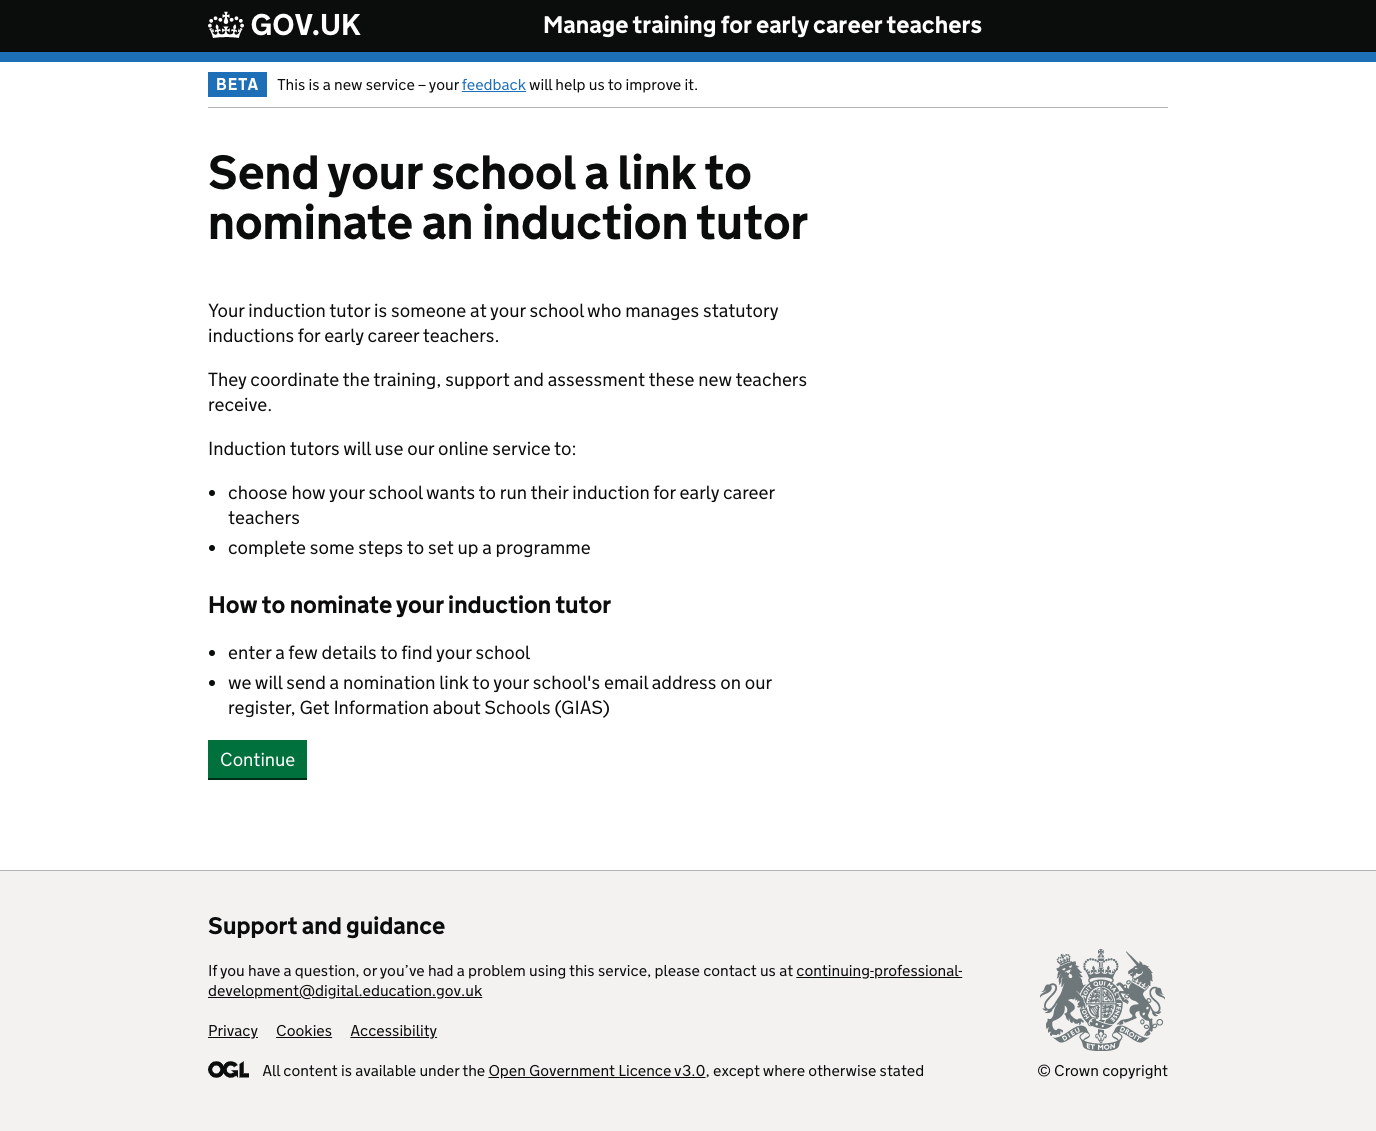 GOV.UK
Manage training for early career teachers
BETA
This is a new service – your feedback will help us to improve it.
Send your school a link to
nominate an induction tutor
Your induction tutor is someone at your school who manages statutory
inductions for early career teachers.
They coordinate the training, support and assessment these new teachers
receive.
Induction tutors will use our online service to:
• choose how your school wants to run their induction for early career
teachers
• complete some steps to set up a programme
How to nominate your induction tutor
• enter a few details to find your school
• we will send a nomination link to your school's email address on our
register, Get Information about Schools (GIAS)
Continue
Support and guidance
If you have a question, or you’ve had a problem using this service, please contact us at continuing-professional-
development@digital.education.gov.uk
Privacy Cookies Accessibility
OGL All content is available under the Open Government Licence v3.0, except where otherwise stated
DIEU ET MON DROIT
© Crown copyright